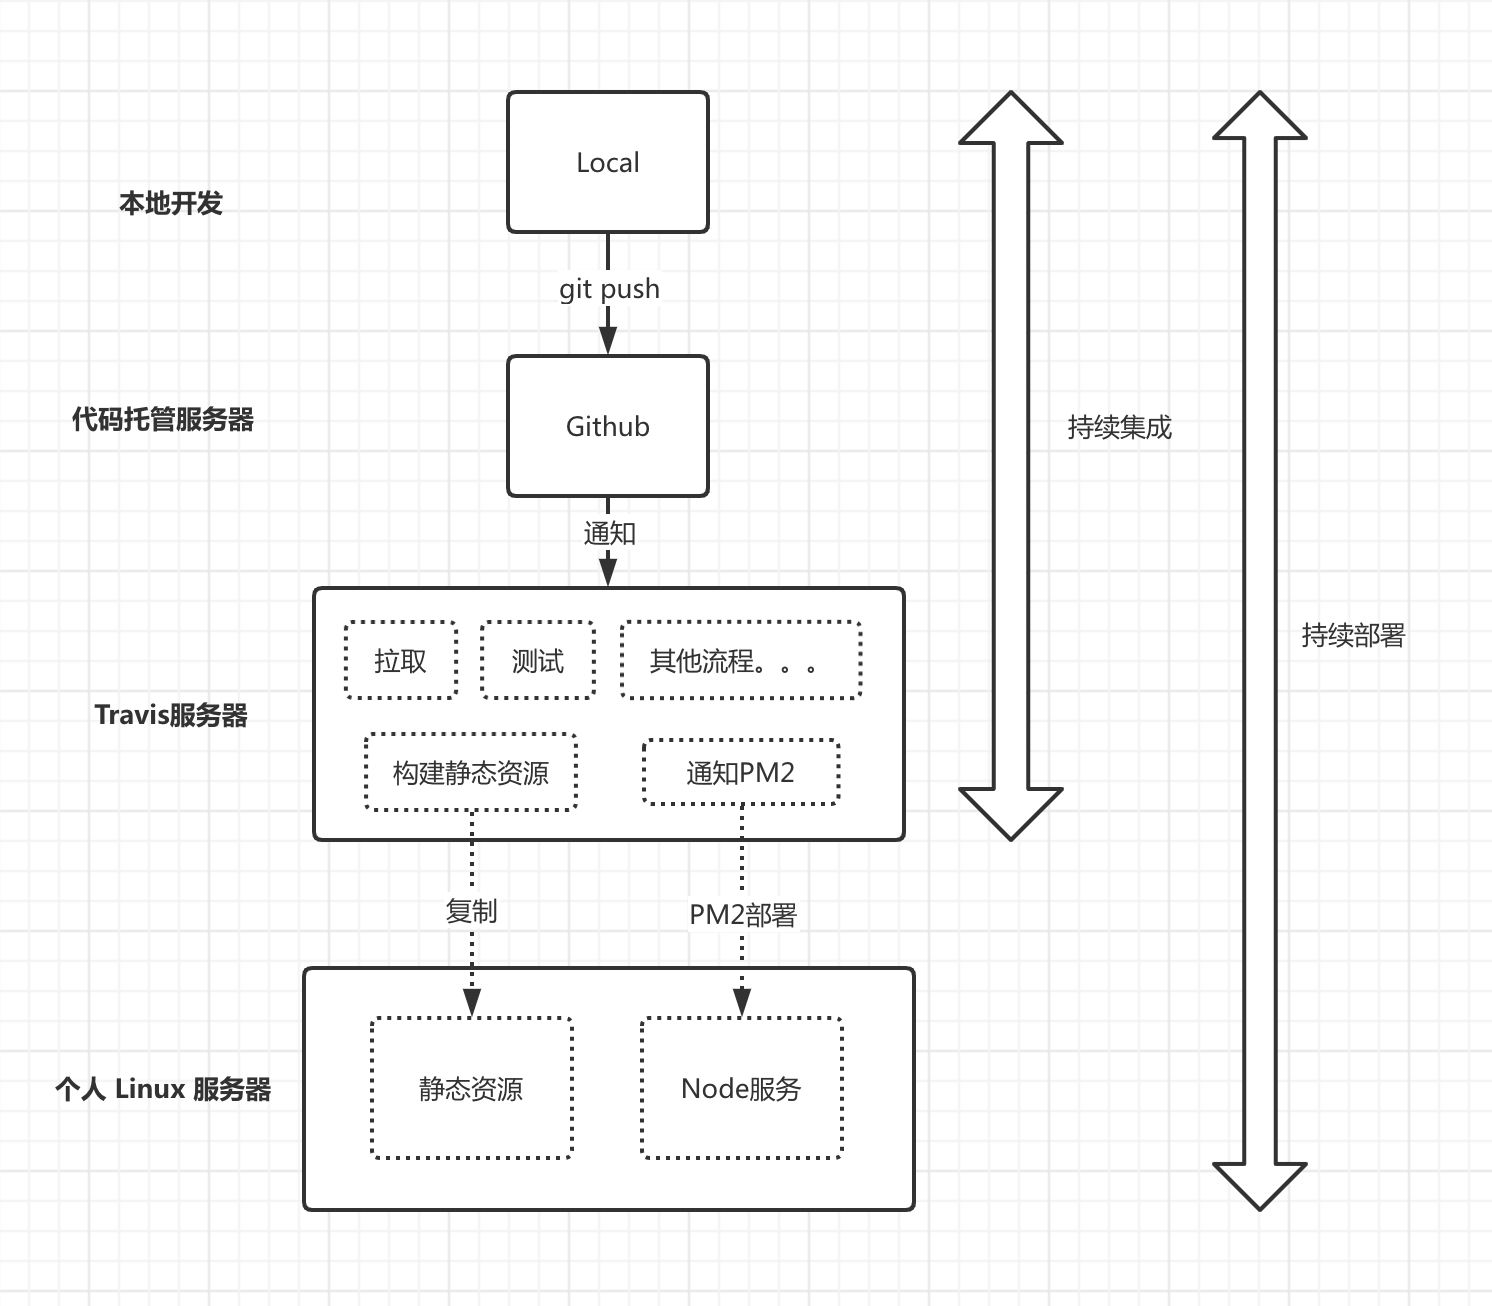 Local
本地开发
git push
代码托管服务器
Github
持续集成
通知
持续部署
拉取
测试
其他流程。。。
Travis服务器
构建静态资源
通知PM2
复制
PM2部署
个人 Linux 服务器
静态资源
Node服务